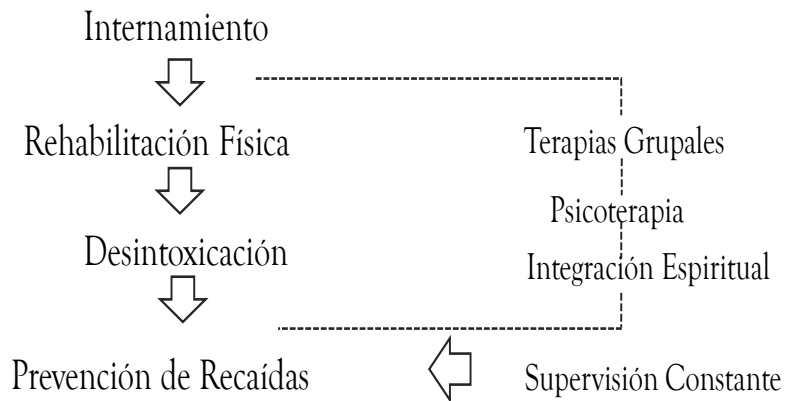 Internamiento
Rehabilitación Física
Terapias Grupales
Psicoterapia
Desintoxicación
Integración Espiritual
Prevención de Recaídas
Supervisión Constante